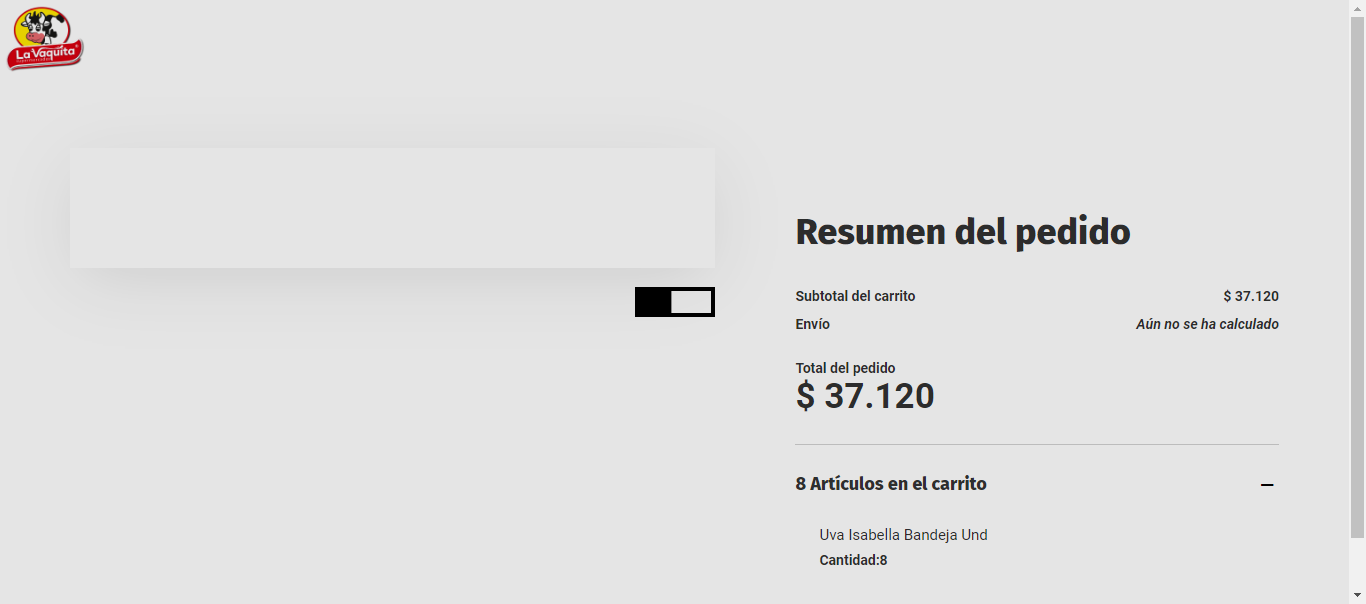 La Vaquita
Resumen del pedido
Subtotal del carrito $ 37.120
Envío Aún no se ha calculado
Total del pedido
$ 37.120
8 Artículos en el carrito
Uva Isabella Bandeja Und
Cantidad:8